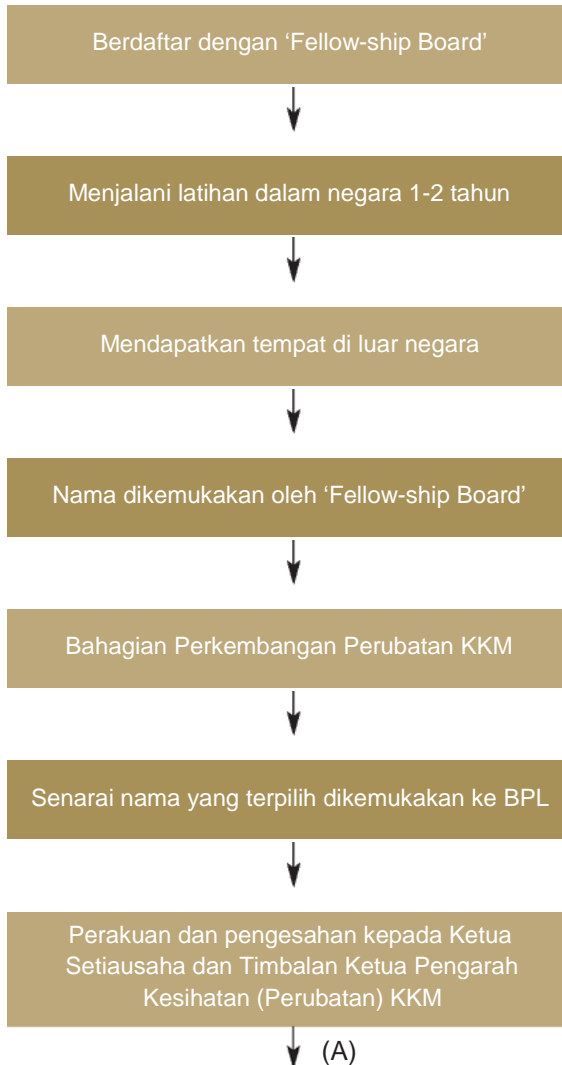 Berdaftar dengan ‘Fellow-ship Board’
Menjalani latihan dalam negara 1-2 tahun
Mendapatkan tempat di luar negara
Nama dikemukakan oleh ‘Fellow-ship Board’
Bahagian Perkembangan Perubatan KKM
Senarai nama yang terpilih dikemukakan ke BPL
Perakuan dan pengesahan kepada Ketua
Setiausaha dan Timbalan Ketua Pengarah
Kesihatan (Perubatan) KKM
(A)